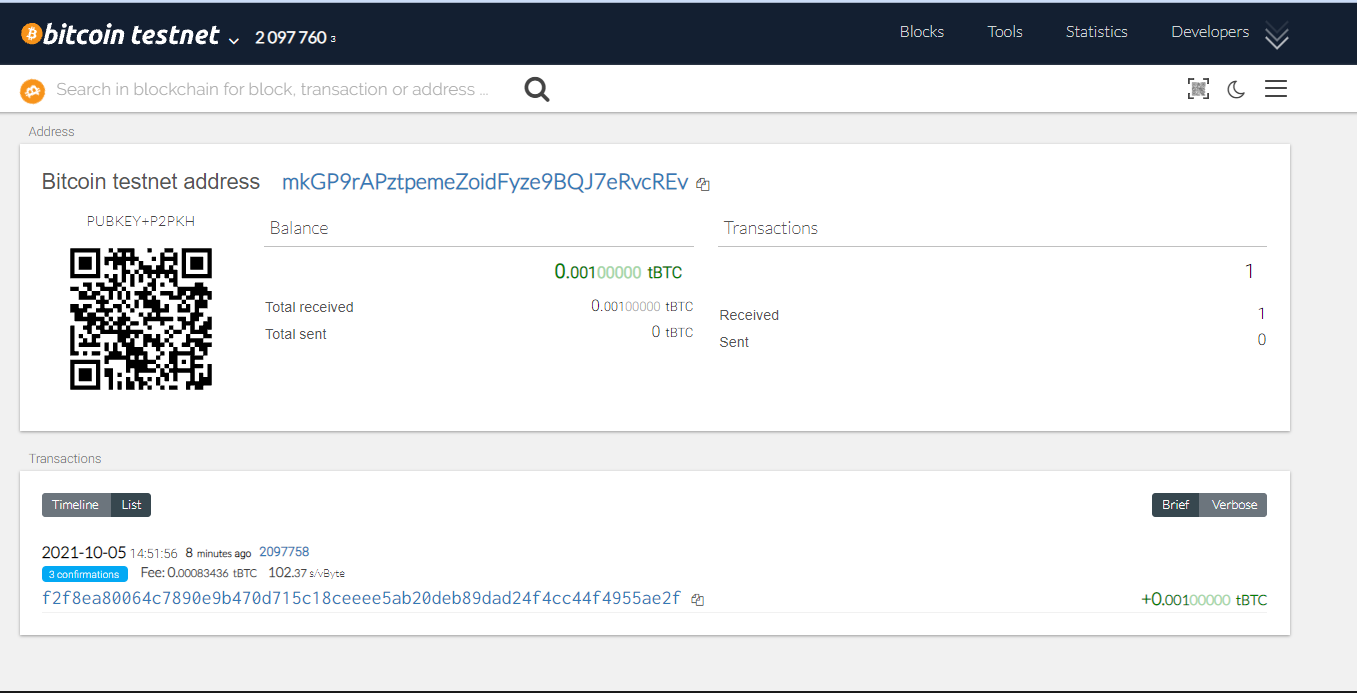 bitcoin testnet 2 097 760 3 Blocks Tools Statistics Developers
Search in blockchain for block, transaction or address ...
Address
Bitcoin testnet address mkGP9rAPztpemeZoidFyze9BQJ7eRvcREv
PUBKEY+P2PKH
Balance
0.00100000 tBTC
Total received 0.00100000 tBTC
Total sent 0 tBTC
Transactions
1
Received 1
Sent 0
Transactions
Timeline List Brief Verbose
2021-10-05 14:51:56 8 minutes ago 2097758
3 confirmations Fee: 0.00083436 tBTC 102.37 s/vByte
f2f8ea80064c7890e9b470d715c18ceeee5ab20deb89dad24f4cc44f4955ae2f +0.00100000 tBTC